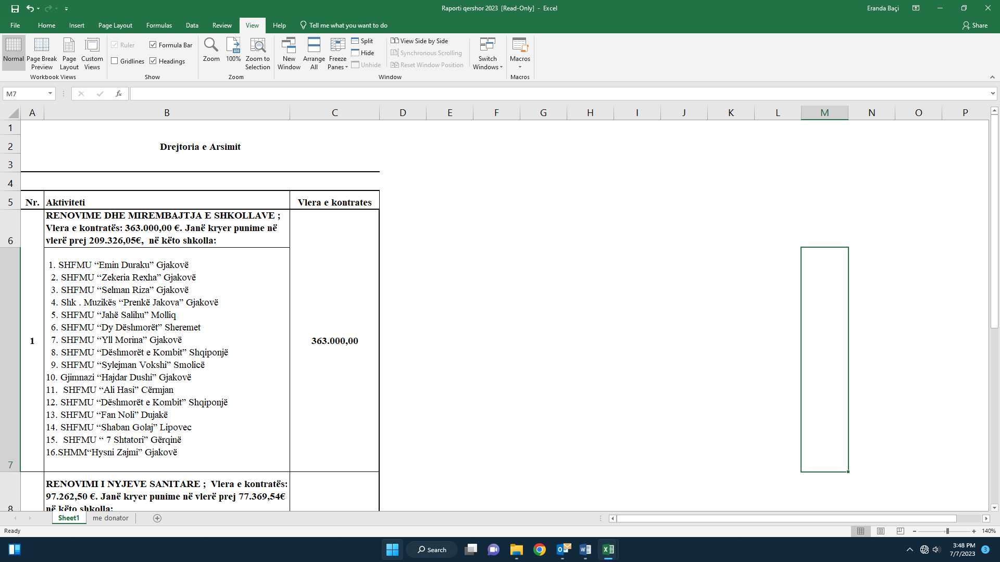 Raporti qershor 2023 [Read-Only] - Excel
Eranda Baçi
File Home Insert Page Layout Formulas Data Review View Help Tell me what you want to do Share
Normal Page Break Preview Page Layout Custom Views
Workbook Views
Ruler Formula Bar
Gridlines Headings
Show
Zoom 100% Zoom to Selection
Zoom
New Window Arrange All Freeze Panes
Split
Hide
Unhide
View Side by Side
Synchronous Scrolling
Reset Window Position
Window
Switch Windows
Macros
Macros
M7
fx
A B C D E F G H I J K L M N O P
1
2 Drejtoria e Arsimit
3
4
5 Nr. Aktiviteti Vlera e kontrates
RENOVIME DHE MIREMBAJTJA E SHKOLLAVE ;
Vlera e kontratës: 363.000,00 €. Janë kryer punime në
6 vlerë prej 209.326,05€, në këto shkolla:
1. SHFMU “Emin Duraku” Gjakovë
2. SHFMU “Zekeria Rexha” Gjakovë
3. SHFMU “Selman Riza” Gjakovë
4. Shk . Muzikës “Prenkë Jakova” Gjakovë
5. SHFMU “Jahë Salihu” Molliq
6. SHFMU “Dy Dëshmorët” Sheremet
1 7. SHFMU “Yll Morina” Gjakovë 363.000,00
8. SHFMU “Dëshmorët e Kombit” Shqiponjë
9. SHFMU “Sylejman Vokshi” Smolicë
10. Gjimnazi “Hajdar Dushi” Gjakovë
11. SHFMU “Ali Hasi” Cërmjan
12. SHFMU “Dëshmorët e Kombit” Shqiponjë
13. SHFMU “Fan Noli” Dujakë
14. SHFMU “Shaban Golaj” Lipovec
15. SHFMU “ 7 Shtatori” Gërqinë
16.SHMM“Hysni Zajmi” Gjakovë
7
RENOVIMI I NYJEVE SANITARE ; Vlera e kontratës:
97.262,50 €. Janë kryer punime në vlerë prej 77.369,54€
8 në këto shkolla:
Sheet1 me donator
Ready
140%
Search
3:48 PM
7/7/2023
3